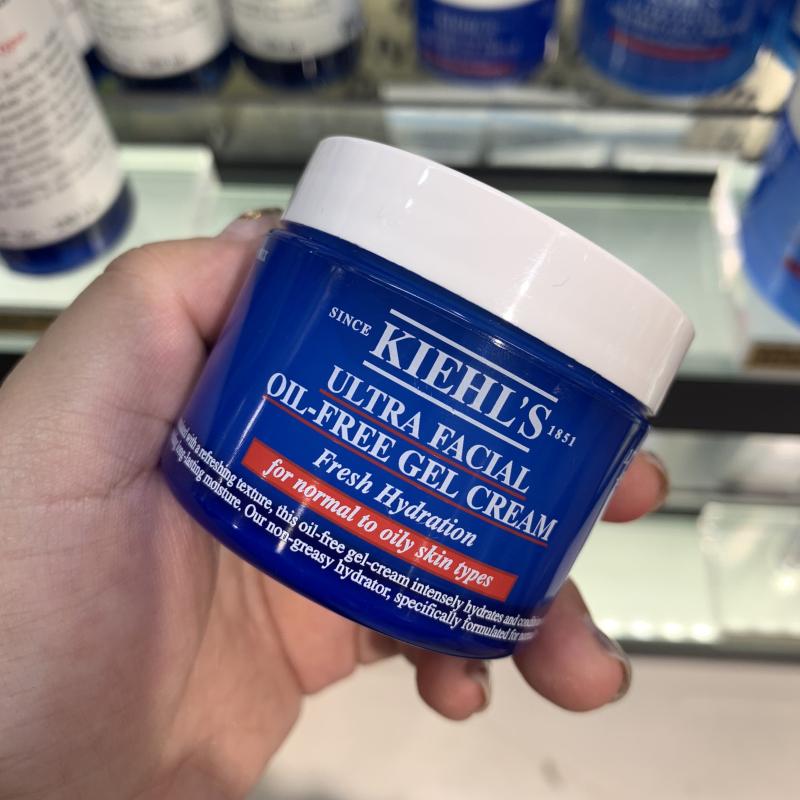 SINCE KIEHL'S 1851
ULTRA FACIAL
OIL-FREE GEL CREAM
Fresh Hydration
for normal to oily skin types
with a refreshing texture, this oil-free gel-cream intensely hydrates and
long-lasting moisture. Our non-greasy hydrator, specifically formulated for